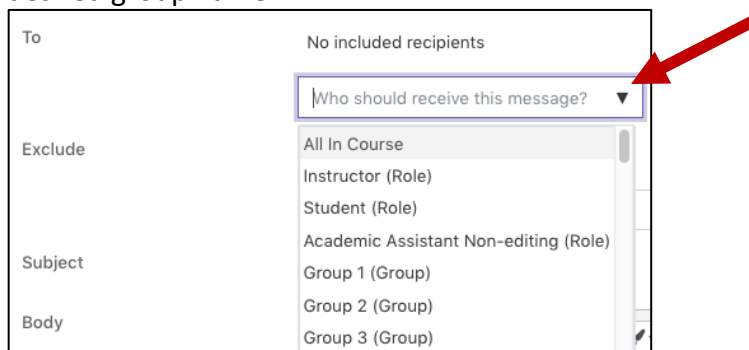 To
No included recipients
Who should receive this message?
Exclude
All In Course
Instructor (Role)
Student (Role)
Academic Assistant Non-editing (Role)
Subject
Group 1 (Group)
Group 2 (Group)
Body
Group 3 (Group)